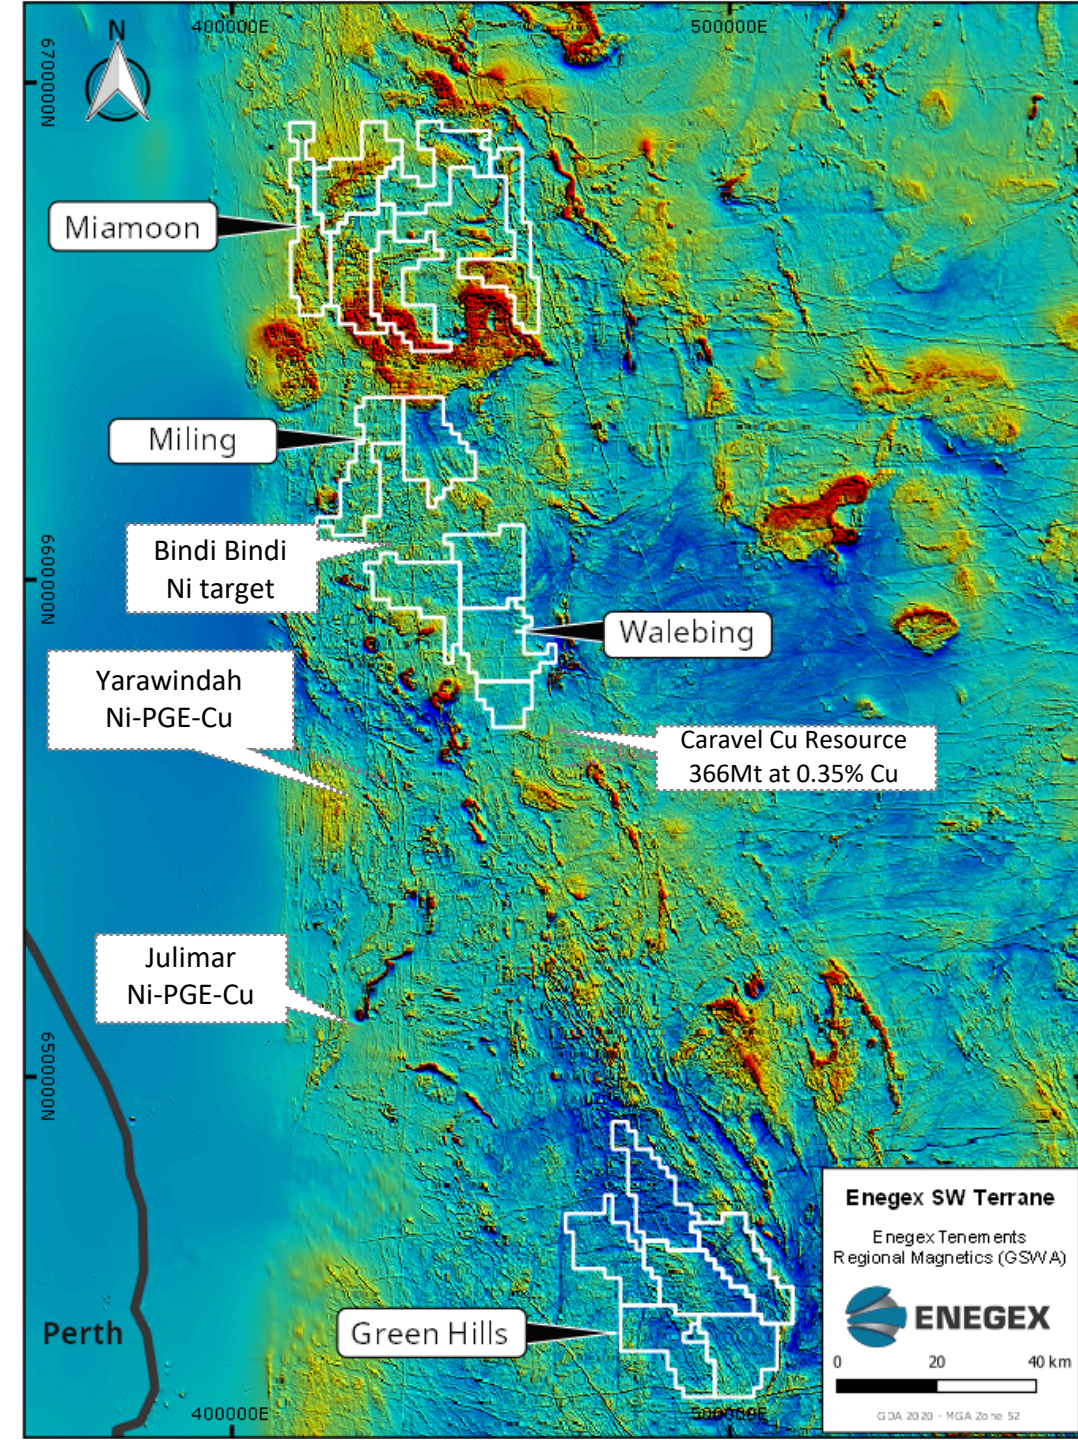 400000E
500000E
N
6700000N
Miamoon
Miling
Bindi Bindi
Ni target
6600000N
Walebing
Yarawindah
Ni-PGE-Cu
Caravel Cu Resource
366Mt at 0.35% Cu
Julimar
Ni-PGE-Cu
6500000N
Enegex SW Terrane
Enegex Tenements
Regional Magnetics (GSWA)
ENEGEX
Perth
Green Hills
0 20 40 km
GDA 2020 - MGA Zone 52
400000E
500000E